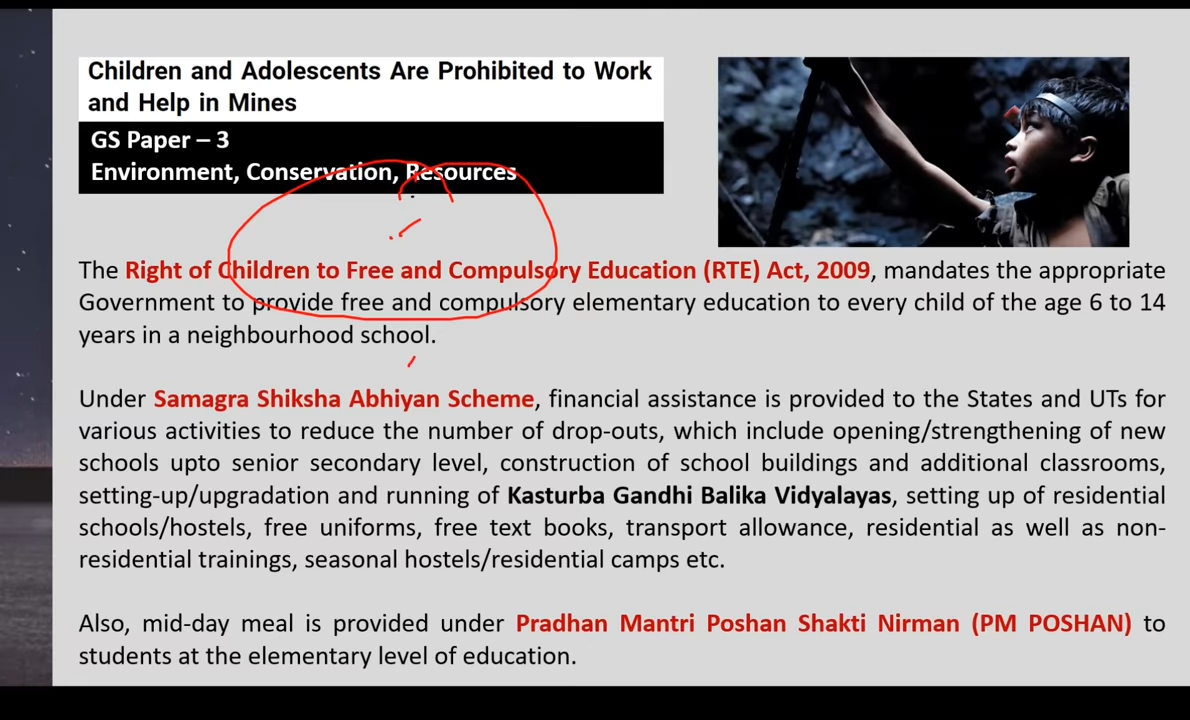 Children and Adolescents Are Prohibited to Work
and Help in Mines
GS Paper – 3
Environment, Conservation, Resources
The Right of Children to Free and Compulsory Education (RTE) Act, 2009, mandates the appropriate
Government to provide free and compulsory elementary education to every child of the age 6 to 14
years in a neighbourhood school.
Under Samagra Shiksha Abhiyan Scheme, financial assistance is provided to the States and UTs for
various activities to reduce the number of drop-outs, which include opening/strengthening of new
schools upto senior secondary level, construction of school buildings and additional classrooms,
setting-up/upgradation and running of Kasturba Gandhi Balika Vidyalayas, setting up of residential
schools/hostels, free uniforms, free text books, transport allowance, residential as well as non-
residential trainings, seasonal hostels/residential camps etc.
Also, mid-day meal is provided under Pradhan Mantri Poshan Shakti Nirman (PM POSHAN) to
students at the elementary level of education.